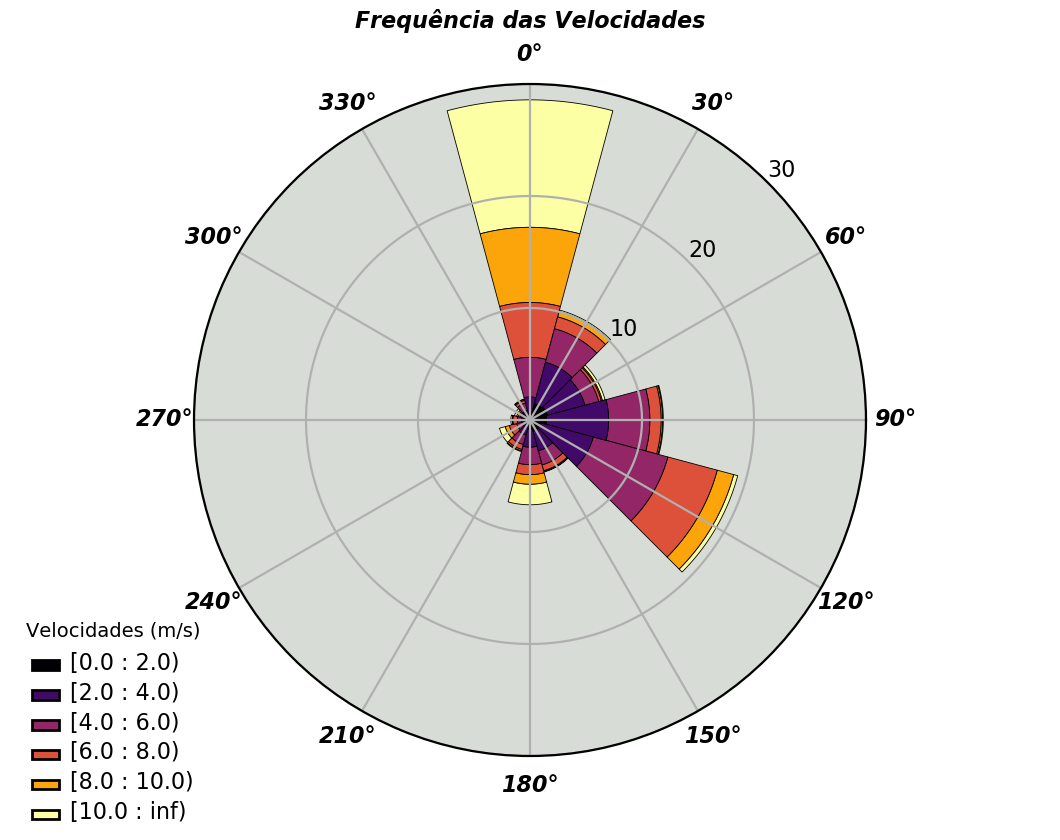 Frequência das Velocidades
0°
330°
30°
30
300°
60°
20
10
270°
90°
240°
120°
Velocidades (m/s)
[0.0 : 2.0)
[2.0 : 4.0)
[4.0 : 6.0)
[6.0 : 8.0)
[8.0 : 10.0)
[10.0 : inf)
210°
150°
180°